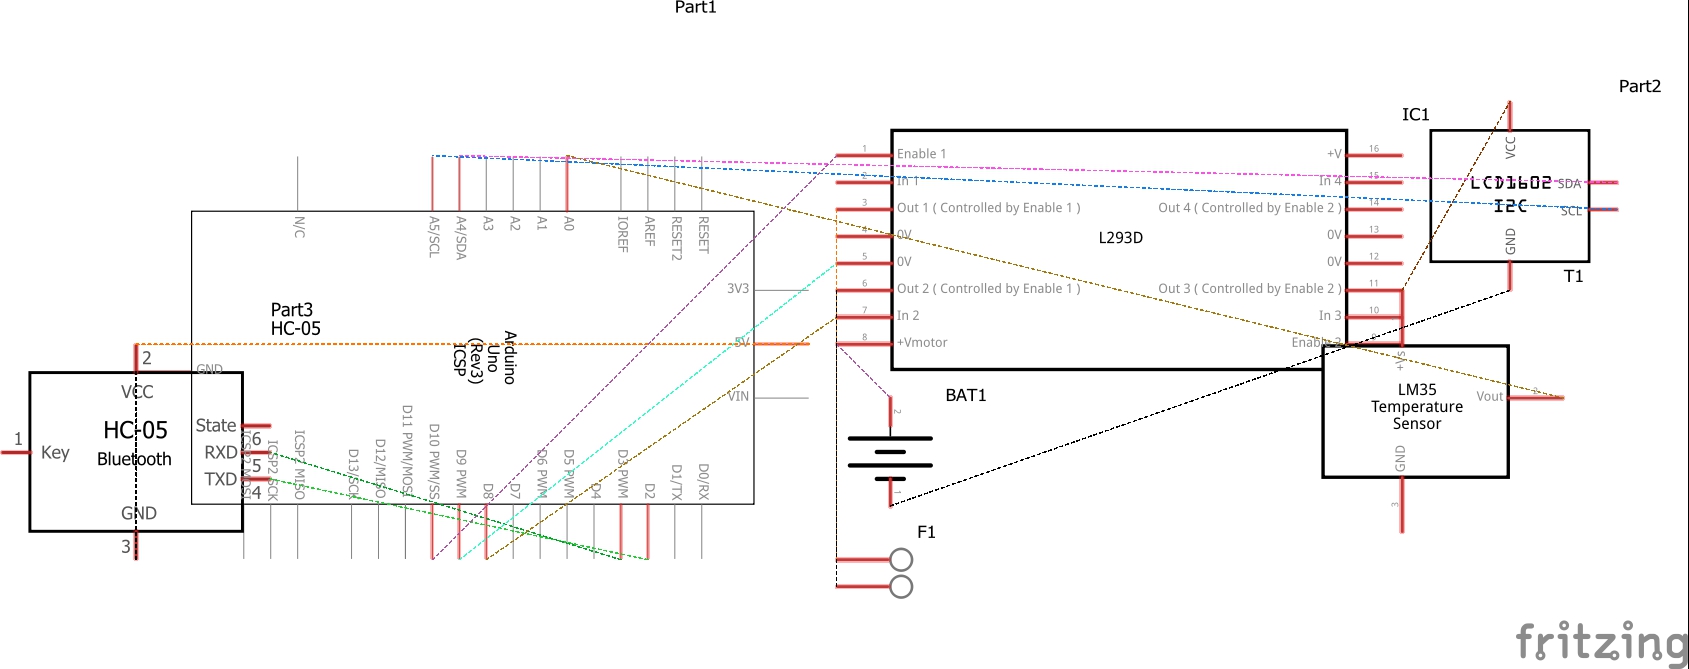 Part1
Part2
IC1
1
Enable 1
+V
16
VCC
2
In 1
In 4
15
LCD1602
SDA
3
Out 1 ( Controlled by Enable 1 )
Out 4 ( Controlled by Enable 2 )
14
I2C
SCL
N/C
A5/SCL
A4/SDA
A3
A2
A1
A0
IOREF
AREF
RESET2
RESET
4
0V
L293D
0V
13
GND
5
0V
0V
12
T1
3V3
6
Out 2 ( Controlled by Enable 1 )
Out 3 ( Controlled by Enable 2 )
11
Part3
HC-05
7
In 2
In 3
10
Arduino
Uno
(Rev3)
ICSP
5V
8
+Vmotor
Enable 2
2
VCC
GND
+Vs
VIN
BAT1
2
LM35
Temperature
Sensor
Vout
2
HC-05
Bluetooth
State
6
1
Key
RXD
5
TXD
4
GND
3
ICSP2 MOSI
ICSP2 SCK
ICSP2 MISO
D13/SCK
D12/MISO
D11 PWM/MOSI
D10 PWM/SS
D9 PWM
D8
D7
D6 PWM
D5 PWM
D4
D3 PWM
D2
D1/TX
D0/RX
GND
1
3
F1
fritzing